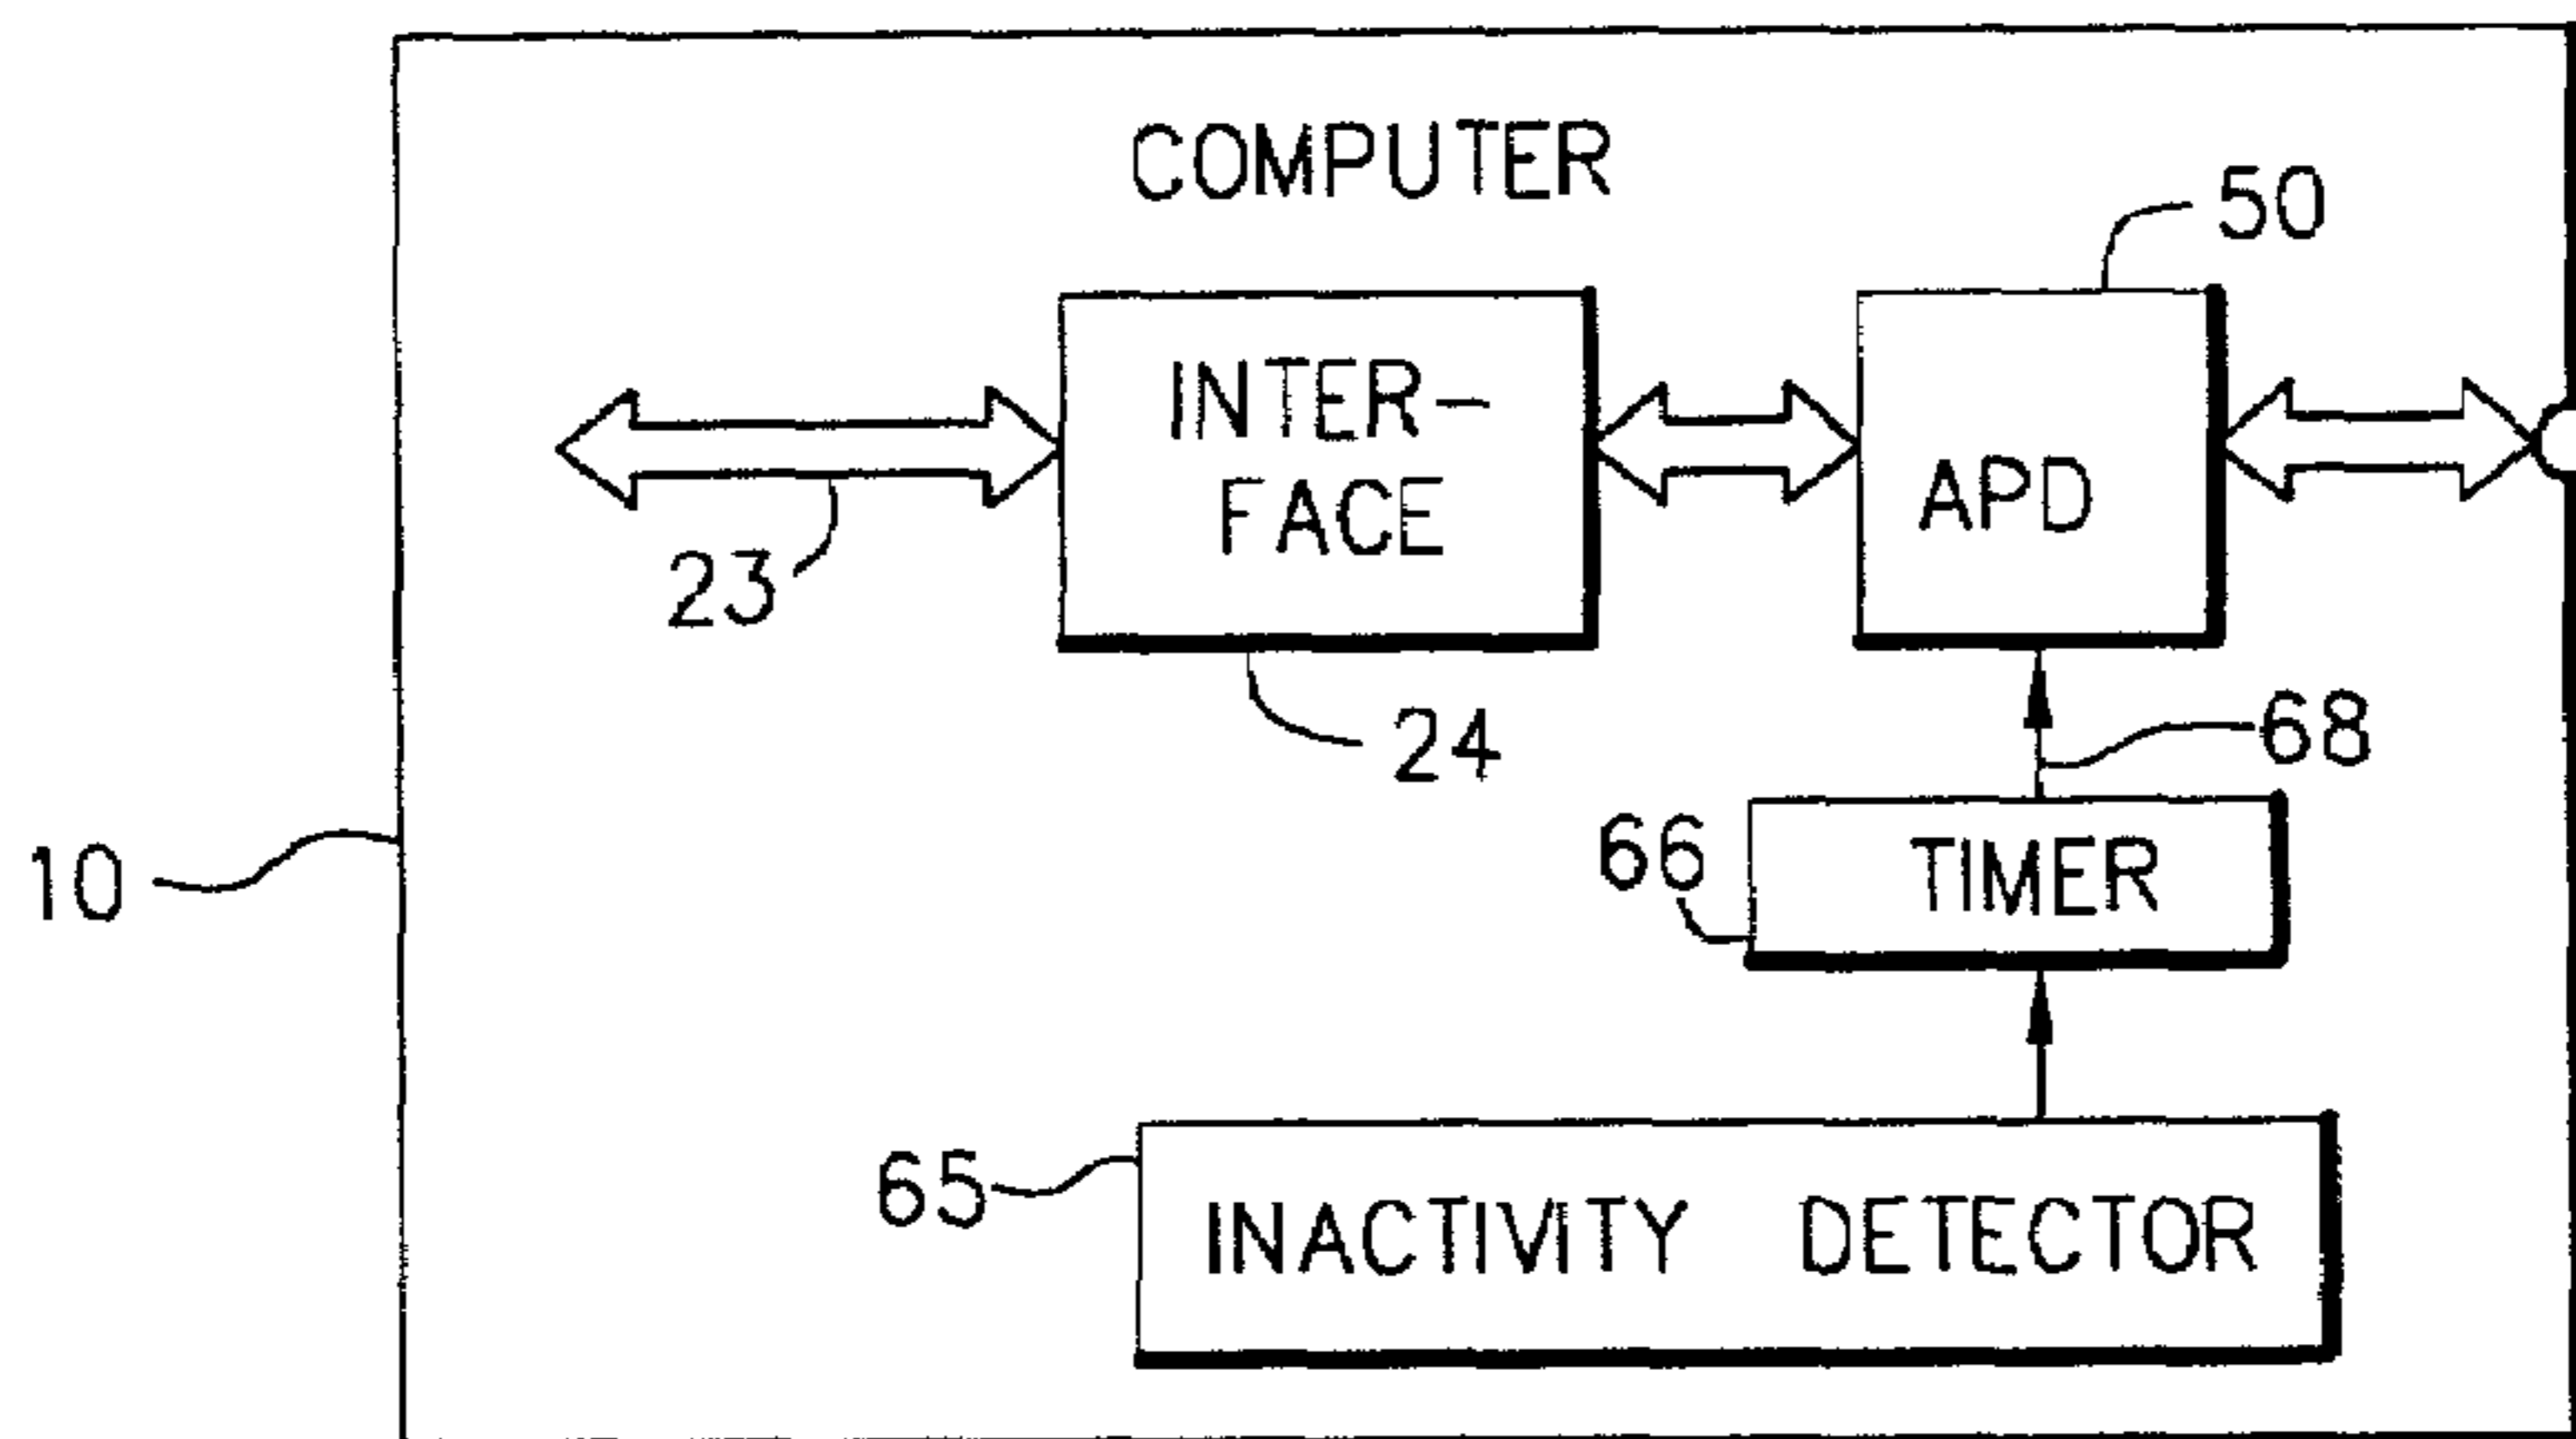 COMPUTER
50
INTER-
FACE
APD
23
24
68
10
66
TIMER
65
INACTIVITY DETECTOR